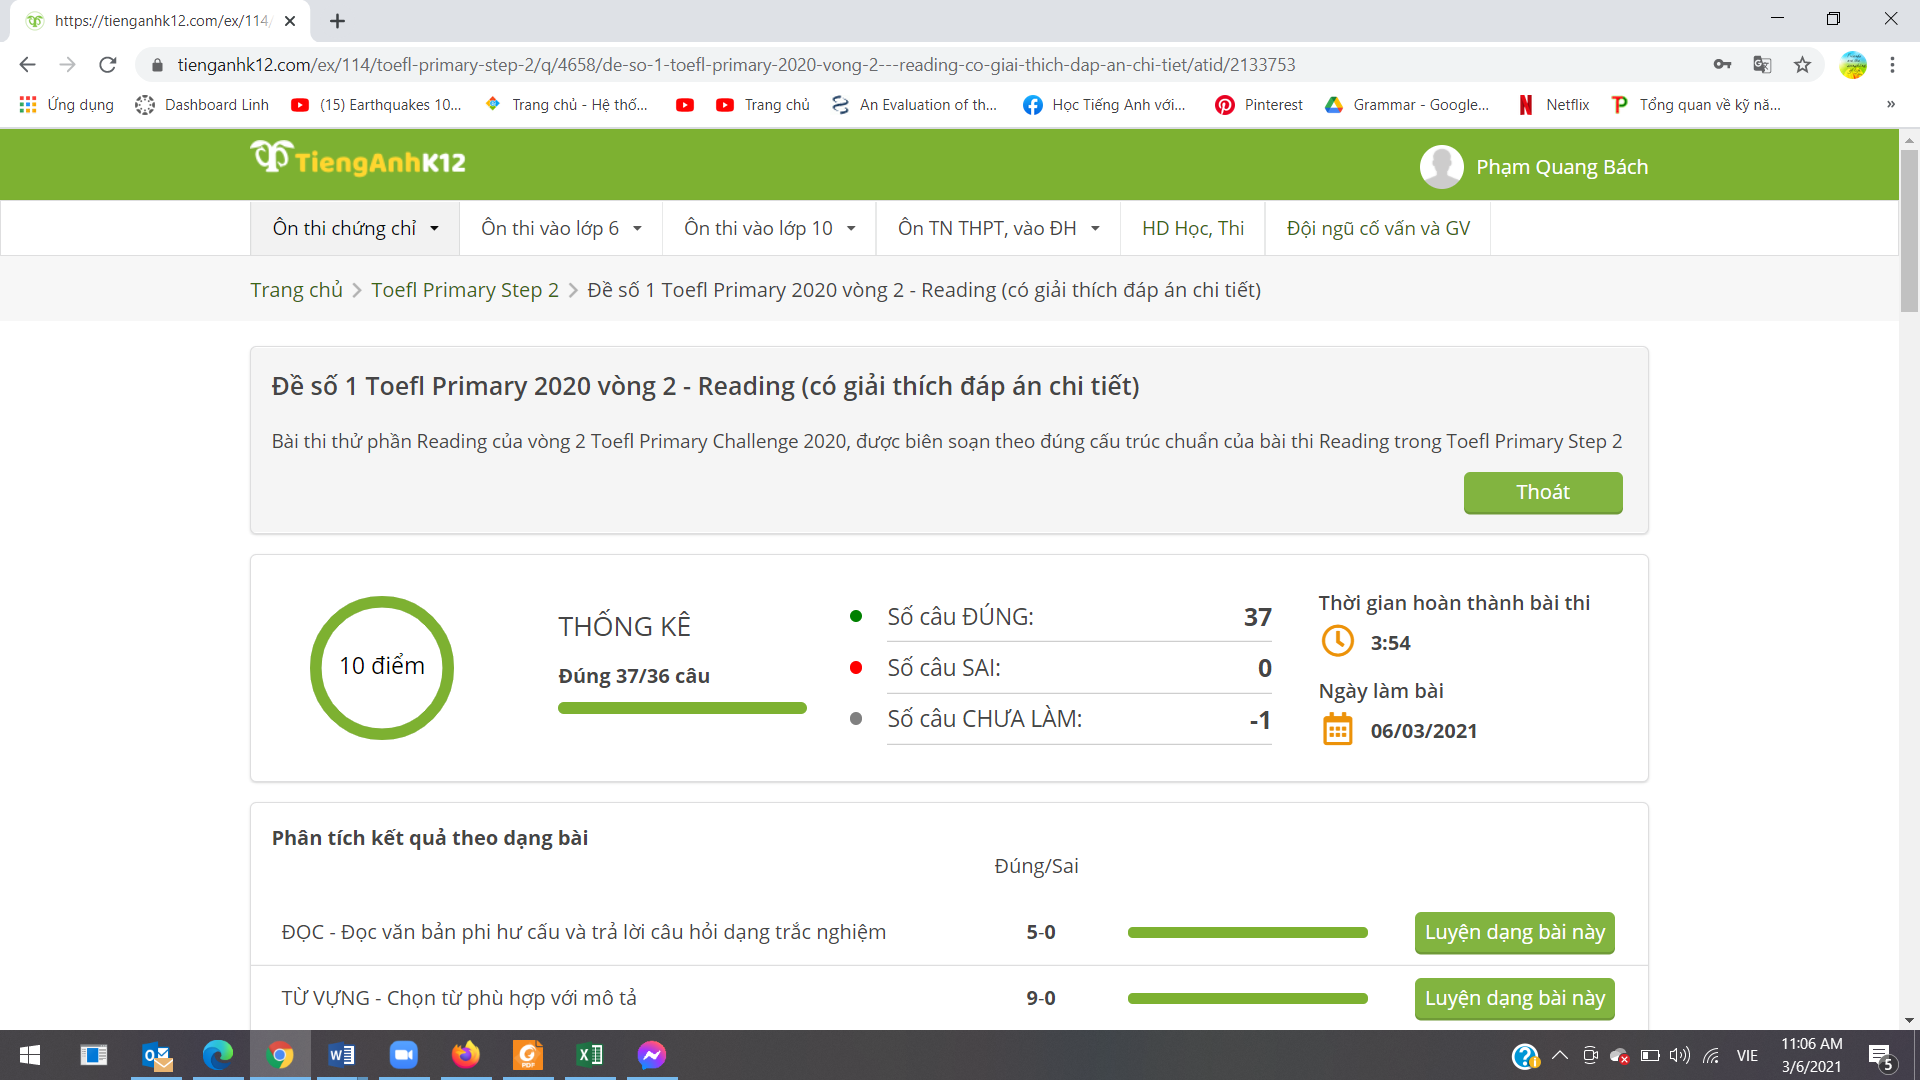 https://tienganhk12.com/ex/114/
tienganhk12.com/ex/114/toefl-primary-step-2/q/4658/de-so-1-toefl-primary-2020-vong-2---reading-co-giai-thich-dap-an-chi-tiet/atid/2133753
Ứng dụng Dashboard Linh (15) Earthquakes 10... Trang chủ - Hệ thố... Trang chủ An Evaluation of th... Học Tiếng Anh với... Pinterest Grammar - Google... Netflix Tổng quan về kỹ nă... »
TiengAnhK12 Phạm Quang Bách
Ôn thi chứng chỉ Ôn thi vào lớp 6 Ôn thi vào lớp 10 Ôn TN THPT, vào ĐH HD Học, Thi Đội ngũ cố vấn và GV
Trang chủ Toefl Primary Step 2 Đề số 1 Toefl Primary 2020 vòng 2 - Reading (có giải thích đáp án chi tiết)
Đề số 1 Toefl Primary 2020 vòng 2 - Reading (có giải thích đáp án chi tiết)
Bài thi thử phần Reading của vòng 2 Toefl Primary Challenge 2020, được biên soạn theo đúng cấu trúc chuẩn của bài thi Reading trong Toefl Primary Step 2
Thoát
10 điểm
THỐNG KÊ
Đúng 37/36 câu
Số câu ĐÚNG: 37
Số câu SAI: 0
Số câu CHƯA LÀM: -1
Thời gian hoàn thành bài thi
3:54
Ngày làm bài
06/03/2021
Phân tích kết quả theo dạng bài
Đúng/Sai
ĐỌC - Đọc văn bản phi hư cấu và trả lời câu hỏi dạng trắc nghiệm 5-0 Luyện dạng bài này
TỪ VỰNG - Chọn từ phù hợp với mô tả 9-0 Luyện dạng bài này
VIE
11:06 AM
3/6/2021
5